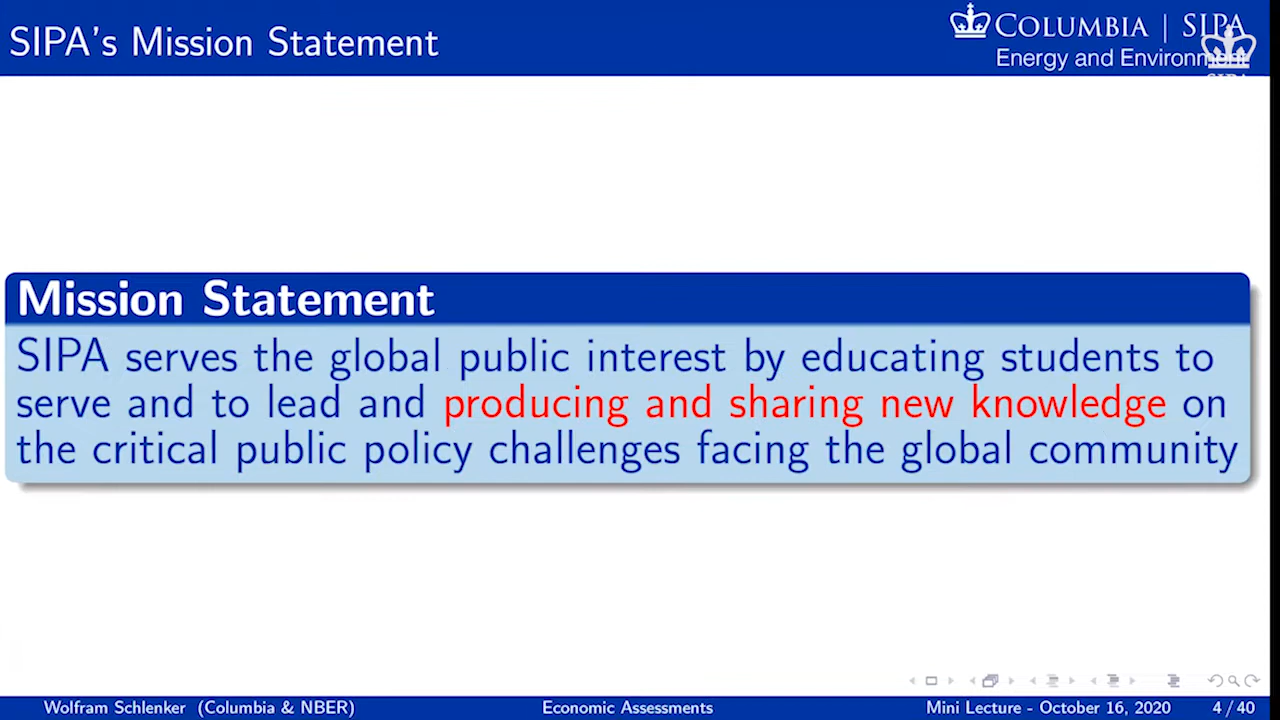 SIPA's Mission Statement
COLUMBIA | SIPA
Energy and Environment
SIPA
Mission Statement
SIPA serves the global public interest by educating students to
serve and to lead and producing and sharing new knowledge on
the critical public policy challenges facing the global community
Wolfram Schlenker (Columbia & NBER)
Economic Assessments
Mini Lecture - October 16, 2020
4 / 40